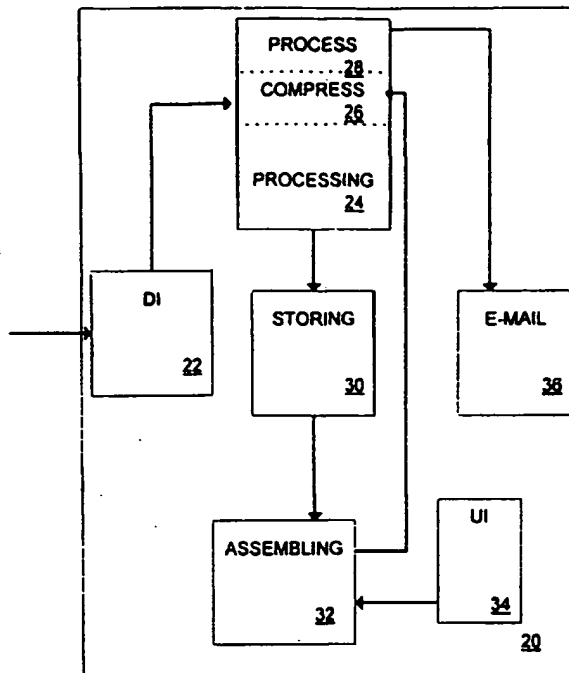 PROCESS
28
COMPRESS
26
PROCESSING
24
DI
22
STORING
30
E-MAIL
36
ASSEMBLING
32
UI
34
20